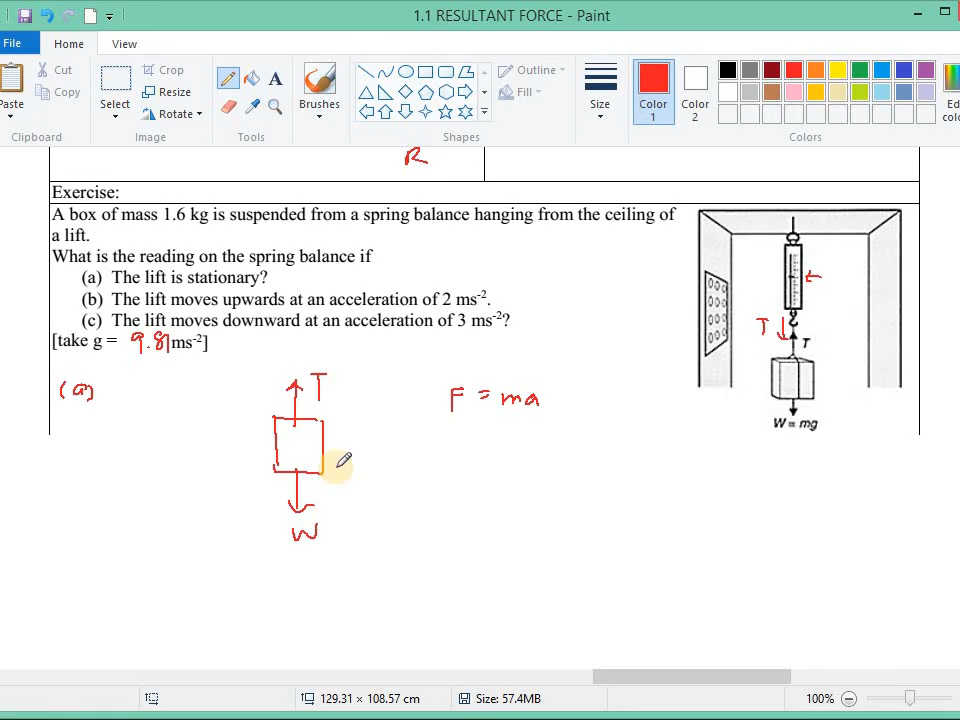 1.1 RESULTANT FORCE - Paint
File Home View
Paste Cut Copy Select Crop Resize Rotate Brushes Outline Fill Size Color 1 Color 2
Clipboard Image Tools Shapes Colors
R
Exercise:
A box of mass 1.6 kg is suspended from a spring balance hanging from the ceiling of
a lift.
What is the reading on the spring balance if
(a) The lift is stationary?
(b) The lift moves upwards at an acceleration of 2 ms-2.
(c) The lift moves downward at an acceleration of 3 ms-2?
[take g = 9.81 ms-2]
T
T
W = mg
(a)
T
F = ma
W
129.31 × 108.57 cm Size: 57.4MB 100%